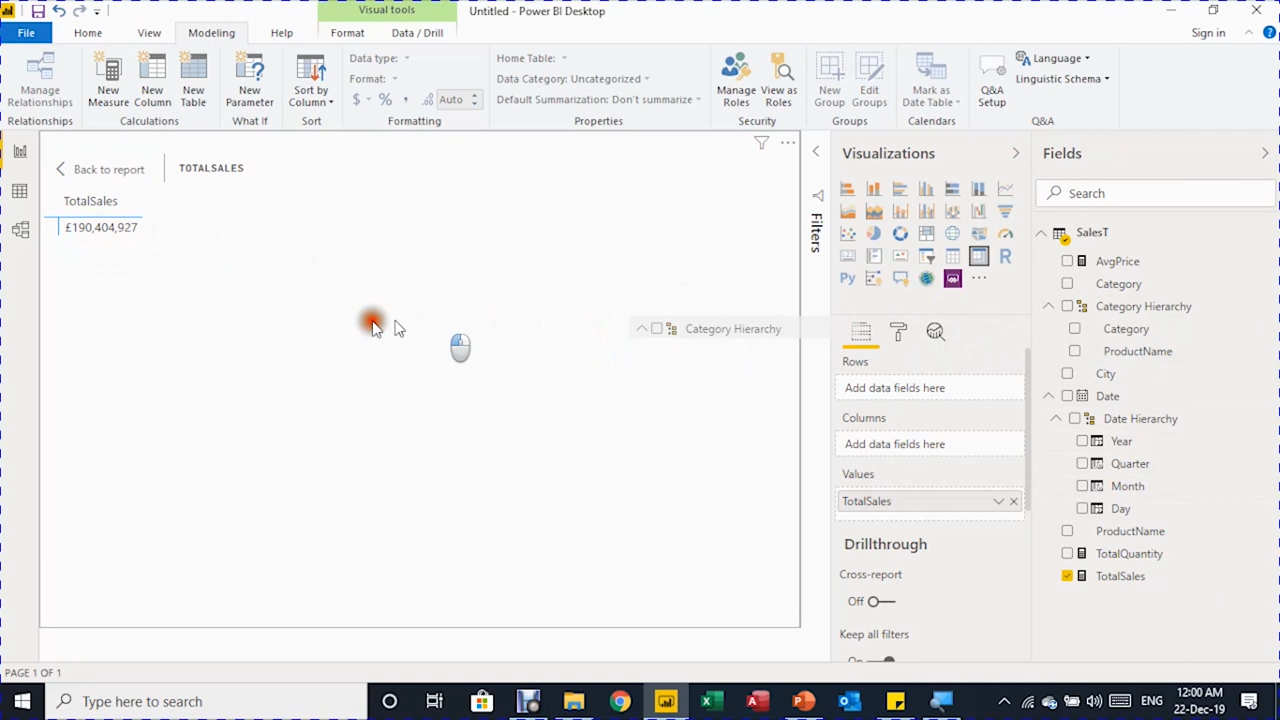 Visual tools
Untitled - Power BI Desktop
File
Home
View
Modeling
Help
Format
Data / Drill
Sign in
Manage Relationships
New Measure
New Column
New Table
New Parameter
Sort by Column
Data type:
Format:
$ % , .00 Auto
Home Table:
Data Category: Uncategorized
Default Summarization: Don't summarize
Manage Roles
View as Roles
New Group
Edit Groups
Mark as Date Table
Q&A Setup
Language
Linguistic Schema
Relationships
Calculations
What If
Sort
Formatting
Properties
Security
Groups
Calendars
Q&A
Back to report
TOTALSALES
TotalSales
£190,404,927
Category Hierarchy
Filters
Visualizations
R
Py
Rows
Add data fields here
Columns
Add data fields here
Values
TotalSales
Drillthrough
Cross-report
Off
Keep all filters
On
Fields
Search
SalesT
AvgPrice
Category
Category Hierarchy
Category
ProductName
City
Date
Date Hierarchy
Year
Quarter
Month
Day
ProductName
TotalQuantity
TotalSales
PAGE 1 OF 1
Type here to search
ENG
12:00 AM
22-Dec-19